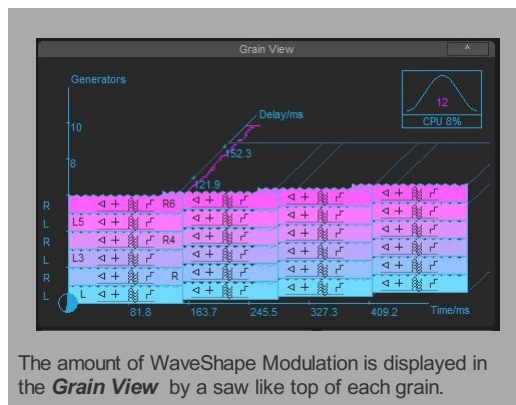 Grain View ^
Generators
10
12
CPU 8%
Delay/ms
152.3
8
121.9
R R6
L L5
R R4
L L3
R R
L L
81.8 163.7 245.5 327.3 409.2 Time/ms
The amount of WaveShape Modulation is displayed in
the Grain View by a saw like top of each grain.